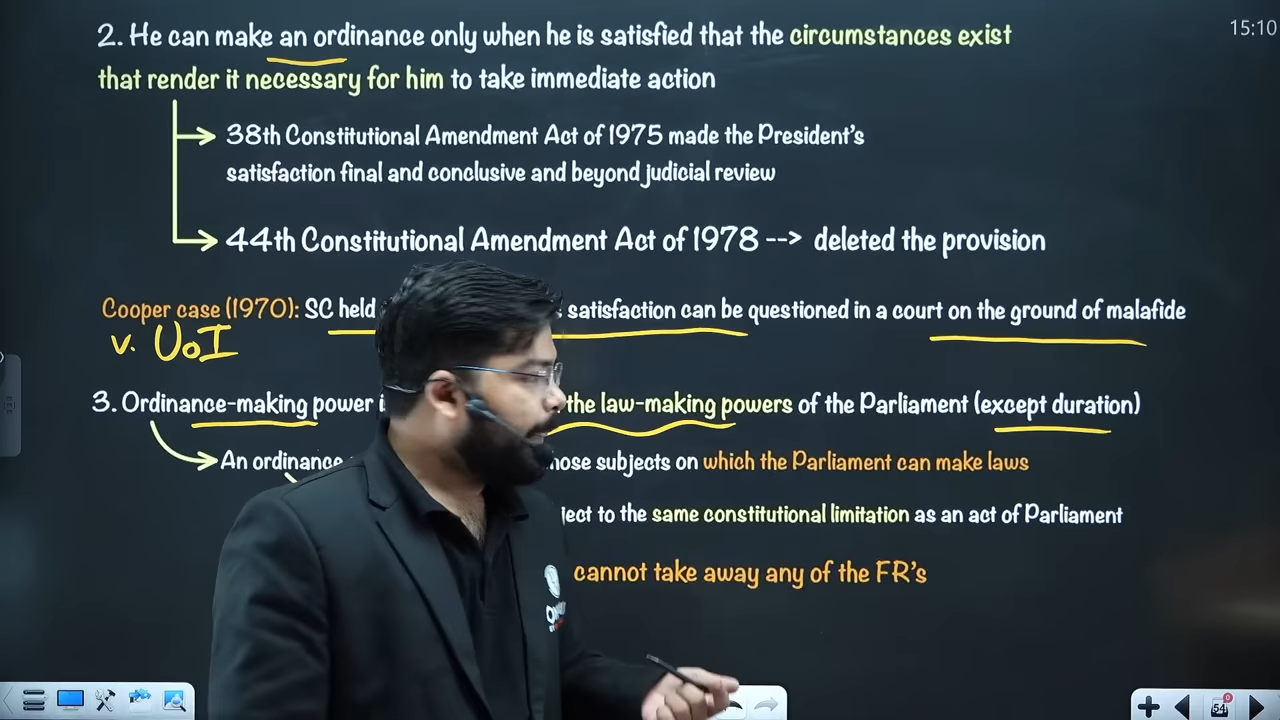 15:10
2. He can make an ordinance only when he is satisfied that the circumstances exist
that render it necessary for him to take immediate action
38th Constitutional Amendment Act of 1975 made the President's
satisfaction final and conclusive and beyond judicial review
44th Constitutional Amendment Act of 1978 --> deleted the provision
Cooper case (1970): SC held satisfaction can be questioned in a court on the ground of malafide
v. UoI
3. Ordinance-making power the law-making powers of the Parliament (except duration)
An ordinance subjects on which the Parliament can make laws
to the same constitutional limitation as an act of Parliament
cannot take away any of the FR's
54